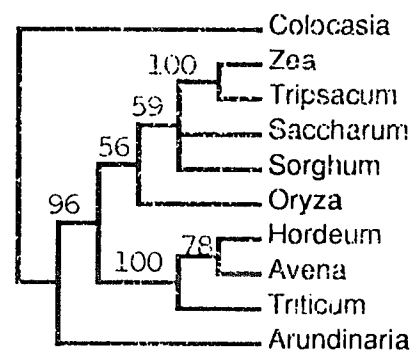 Colocasia
100 Zea
59 Tripsacum
Saccharum
56 Sorghum
96 Oryza
78 Hordeum
100 Avena
Triticum
Arundinaria